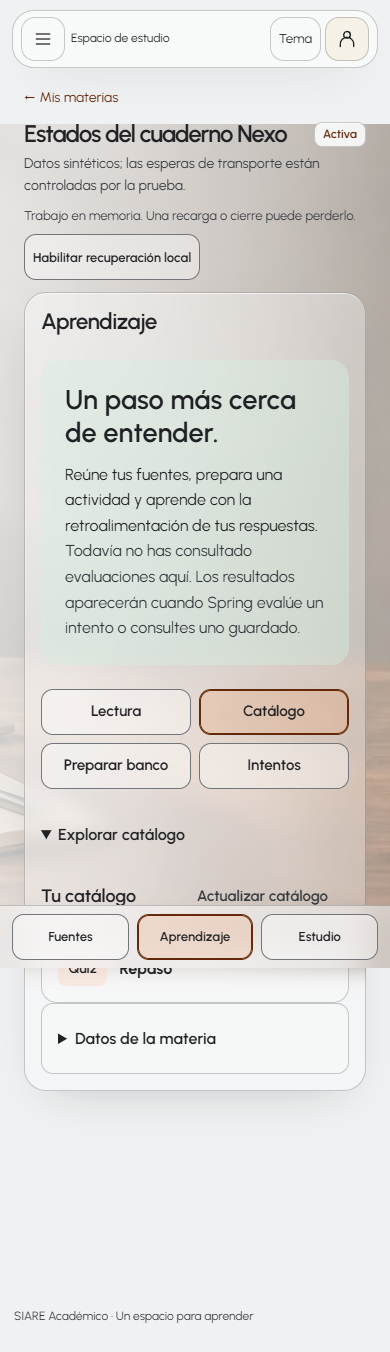 Espacio de estudio
Tema
← Mis materias
Estados del cuaderno Nexo
Activa
Datos sintéticos; las esperas de transporte están
controladas por la prueba.
Trabajo en memoria. Una recarga o cierre puede perderlo.
Habilitar recuperación local
Aprendizaje
Un paso más cerca
de entender.
Reúne tus fuentes, prepara una
actividad y aprende con la
retroalimentación de tus respuestas.
Todavía no has consultado
evaluaciones aquí. Los resultados
aparecerán cuando Spring evalúe un
intento o consultes uno guardado.
Lectura
Catálogo
Preparar banco
Intentos
▼ Explorar catálogo
Tu catálogo
Actualizar catálogo
Fuentes
Aprendizaje
Estudio
Quiz
Repaso
▶ Datos de la materia
SIARE Académico · Un espacio para aprender